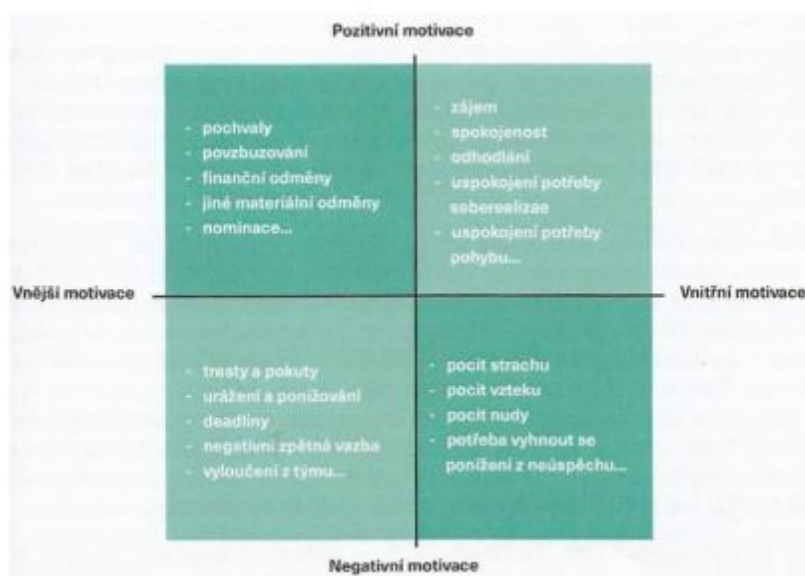 Pozitivní motivace
- pochvaly
- povzbuzování
- finanční odměny
- jiné materiální odměny
- nominace...
- zájem
- spokojenost
- odhodlání
- uspokojení potřeby
seberealizae
- uspokojení potřeby
pohybu...
Vnější motivace
Vnitřní motivace
- tresty a pokuty
- urážení a ponižování
- deadliny
- negativní zpětná vazba
- vyloučení z týmu...
- pocit strachu
- pocit vzteku
- pocit nudy
- potřeba vyhnout se
ponížení z neúspěchu...
Negativní motivace